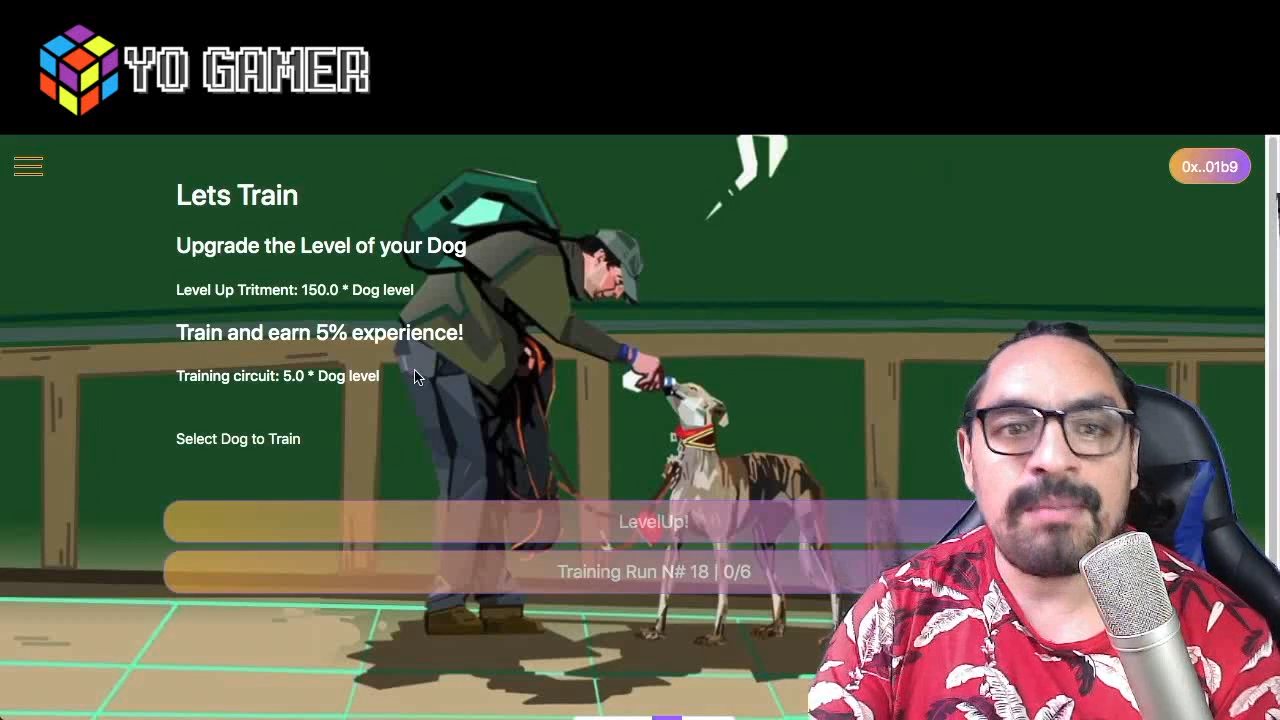 YO GAMER
0x..01b9
Lets Train
Upgrade the Level of your Dog
Level Up Tritment: 150.0 * Dog level
Train and earn 5% experience!
Training circuit: 5.0 * Dog level
Select Dog to Train
LevelUp!
Training Run N# 18 | 0/6